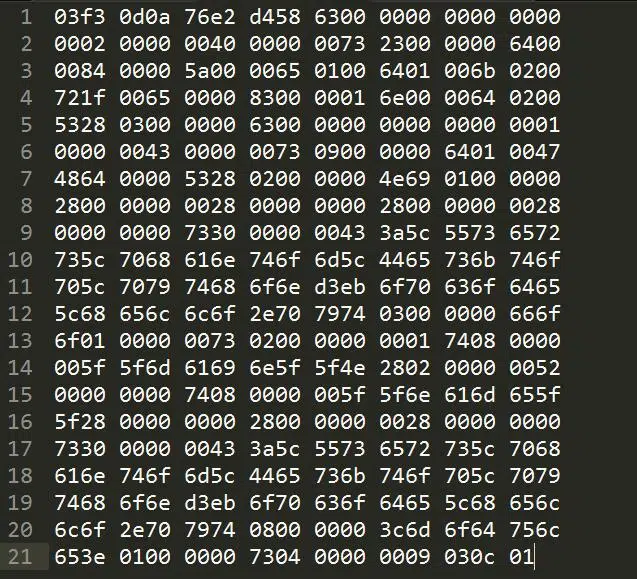 1 03f3 0d0a 76e2 d458 6300 0000 0000 0000
2 0002 0000 0040 0000 0073 2300 0000 6400
3 0084 0000 5a00 0065 0100 6401 006b 0200
4 721f 0065 0000 8300 0001 6e00 0064 0200
5 5328 0300 0000 6300 0000 0000 0000 0001
6 0000 0043 0000 0073 0900 0000 6401 0047
7 4864 0000 5328 0200 0000 4e69 0100 0000
8 2800 0000 0028 0000 0000 2800 0000 0028
9 0000 0000 7330 0000 0043 3a5c 5573 6572
10 735c 7068 616e 746f 6d5c 4465 736b 746f
11 705c 7079 7468 6f6e d3eb 6f70 636f 6465
12 5c68 656c 6c6f 2e70 7974 0300 0000 666f
13 6f01 0000 0073 0200 0000 0001 7408 0000
14 005f 5f6d 6169 6e5f 5f4e 2802 0000 0052
15 0000 0000 7408 0000 005f 5f6e 616d 655f
16 5f28 0000 0000 2800 0000 0028 0000 0000
17 7330 0000 0043 3a5c 5573 6572 735c 7068
18 616e 746f 6d5c 4465 736b 746f 705c 7079
19 7468 6f6e d3eb 6f70 636f 6465 5c68 656c
20 6c6f 2e70 7974 0800 0000 3c6d 6f64 756c
21 653e 0100 0000 7304 0000 0009 030c 01